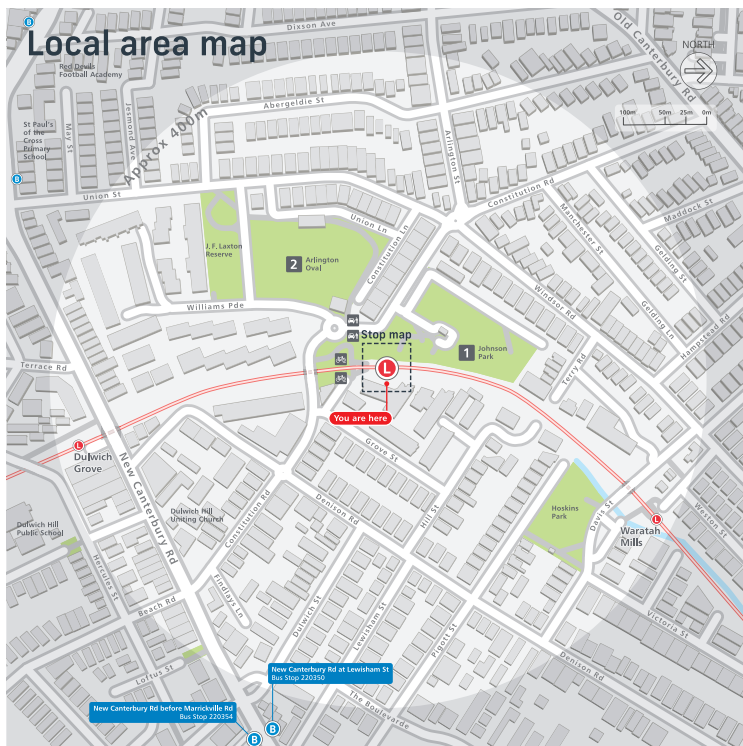 B
Dixson Ave
Local area map
Old Canterbury Rd
NORTH
Red Devils
Football Academy
Abergeldie St
100m 50m 25m 0m
Approx 400m
St Paul's
of the
Cross
Primary
School
May St
Jesmond Ave
Arlington St
B
Union St
Constitution Rd
Maddock St
Union Ln
Constitution Ln
Manchester St
Gelding St
J. F. Laxton
Reserve
2
Arlington
Oval
Williams Pde
Windsor Rd
Gelding Ln
Hampstead Rd
Stop map
1
Johnson
Park
Terrace Rd
L
Terry Rd
You are here
L
Dulwich
Grove
New Canterbury Rd
Grove St
Dulwich Hill
Uniting Church
Constitution Rd
Denison Rd
Hill St
Hoskins
Park
Davis St
L
Waratah
Mills
Weston St
Dulwich Hill
Public School
Hercules St
Beach Rd
Findlays Ln
Dulwich St
Lewisham St
Pigott St
Victoria St
Loftus St
Denison Rd
New Canterbury Rd at Lewisham St
Bus Stop 220350
The Boulevarde
New Canterbury Rd before Marrickville Rd
Bus Stop 220354
B
B